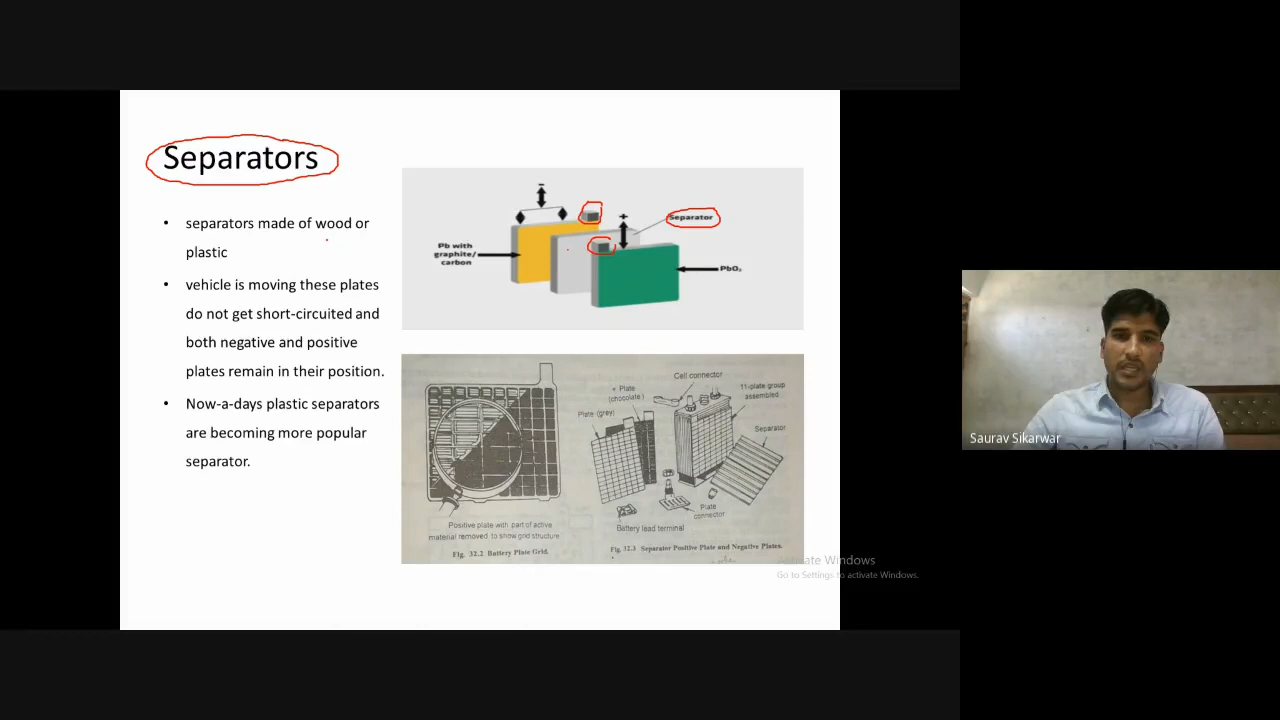 Separators
• separators made of wood or
plastic
• vehicle is moving these plates
do not get short-circuited and
both negative and positive
plates remain in their position.
• Now-a-days plastic separators
are becoming more popular
separator.
-
+
Separator
Pb with
graphite/
carbon
PbO₂
Positive plate with part of active
material removed to show grid structure
Fig. 32.2 Battery Plate Grid.
Cell connector
+ Plate
(chocolate)
11-plate group
assembled
Plate (grey)
Separator
Plate
connector
Battery lead terminal
Fig. 32.3 Separator Positive Plate and Negative Plates.
Activate Windows
Go to Settings to activate Windows.
Saurav Sikarwar